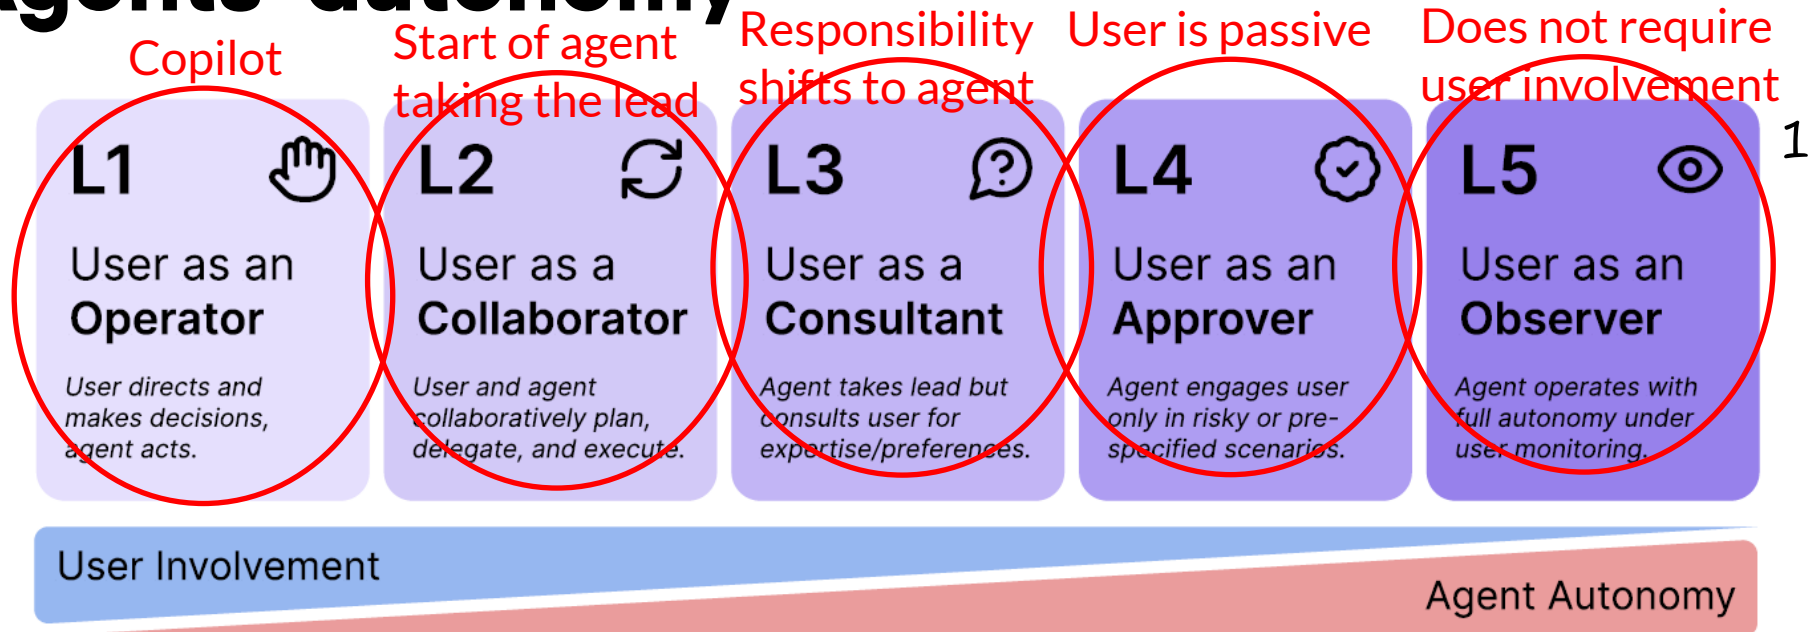 Agents' autonomy
Copilot
Start of agent
taking the lead
Responsibility
shifts to agent
User is passive
Does not require
user involvement
1
L1
User as an
Operator
User directs and
makes decisions,
agent acts.
L2
User as a
Collaborator
User and agent
collaboratively plan,
delegate, and execute.
L3
User as a
Consultant
Agent takes lead but
consults user for
expertise/preferences.
L4
User as an
Approver
Agent engages user
only in risky or pre-
specified scenarios.
L5
User as an
Observer
Agent operates with
full autonomy under
user monitoring.
User Involvement
Agent Autonomy